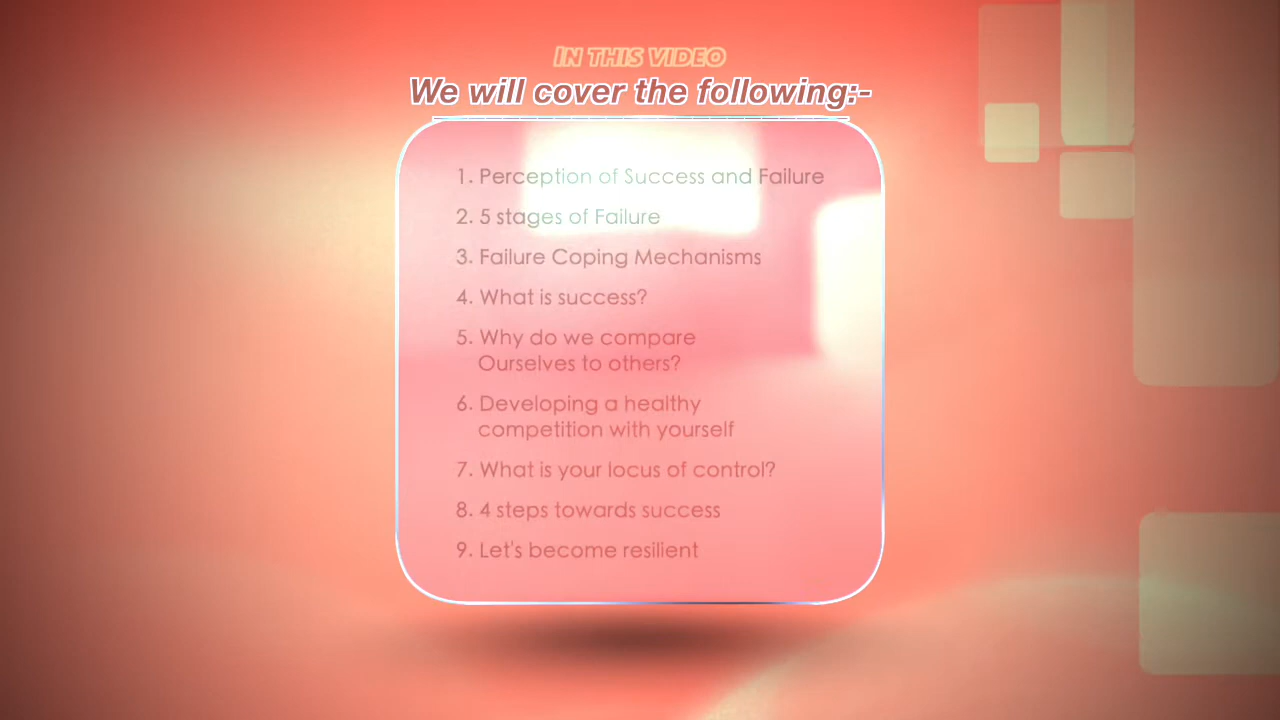 IN THIS VIDEO
We will cover the following:-
1. Perception of Success and Failure
2. 5 stages of Failure
3. Failure Coping Mechanisms
4. What is success?
5. Why do we compare
Ourselves to others?
6. Developing a healthy
competition with yourself
7. What is your locus of control?
8. 4 steps towards success
9. Let's become resilient